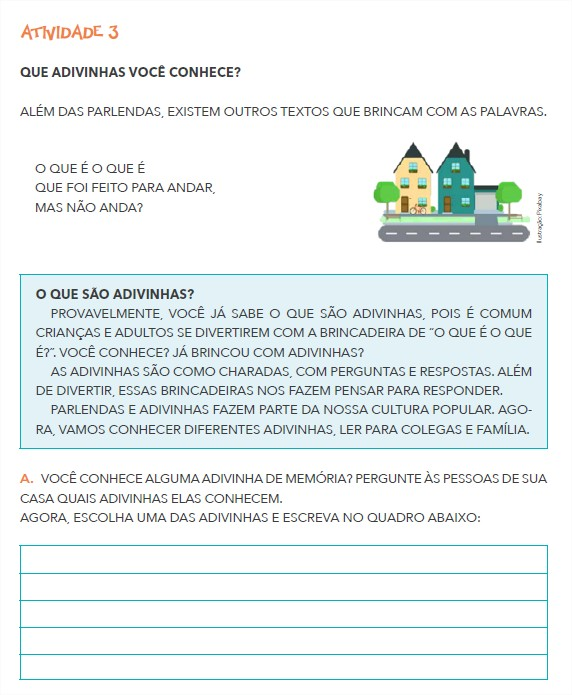 ATIVIDADE 3
QUE ADIVINHAS VOCÊ CONHECE?
ALÉM DAS PARLENDAS, EXISTEM OUTROS TEXTOS QUE BRINCAM COM AS PALAVRAS.
O QUE É O QUE É
QUE FOI FEITO PARA ANDAR,
MAS NÃO ANDA?
Ilustração Pixabay
O QUE SÃO ADIVINHAS?
PROVAVELMENTE, VOCÊ JÁ SABE O QUE SÃO ADIVINHAS, POIS É COMUM
CRIANÇAS E ADULTOS SE DIVERTIREM COM A BRINCADEIRA DE “O QUE É O QUE
É?”. VOCÊ CONHECE? JÁ BRINCOU COM ADIVINHAS?
AS ADIVINHAS SÃO COMO CHARADAS, COM PERGUNTAS E RESPOSTAS. ALÉM
DE DIVERTIR, ESSAS BRINCADEIRAS NOS FAZEM PENSAR PARA RESPONDER.
PARLENDAS E ADIVINHAS FAZEM PARTE DA NOSSA CULTURA POPULAR. AGO-
RA, VAMOS CONHECER DIFERENTES ADIVINHAS, LER PARA COLEGAS E FAMÍLIA.
A. VOCÊ CONHECE ALGUMA ADIVINHA DE MEMÓRIA? PERGUNTE ÀS PESSOAS DE SUA
CASA QUAIS ADIVINHAS ELAS CONHECEM.
AGORA, ESCOLHA UMA DAS ADIVINHAS E ESCREVA NO QUADRO ABAIXO: